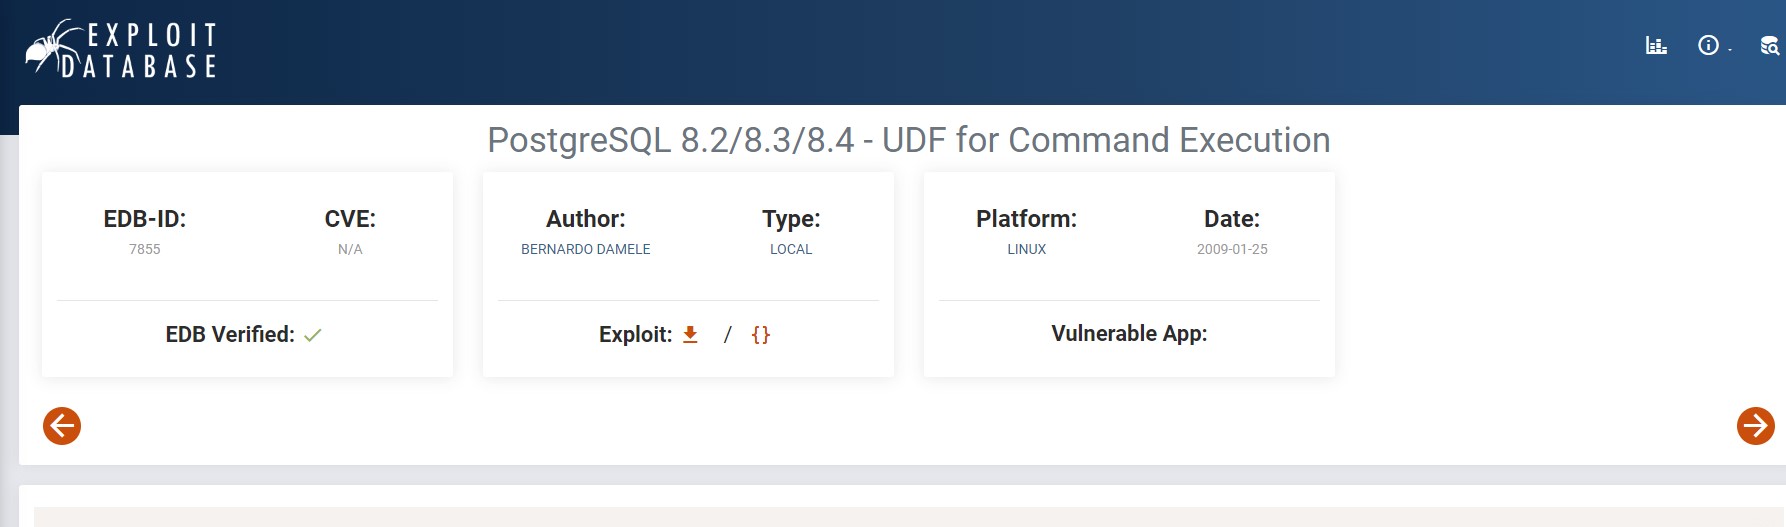 EXPLOIT
DATABASE
PostgreSQL 8.2/8.3/8.4 - UDF for Command Execution
EDB-ID:
7855
CVE:
N/A
EDB Verified:
Author:
BERNARDO DAMELE
Type:
LOCAL
Exploit: / {}
Platform:
LINUX
Date:
2009-01-25
Vulnerable App: